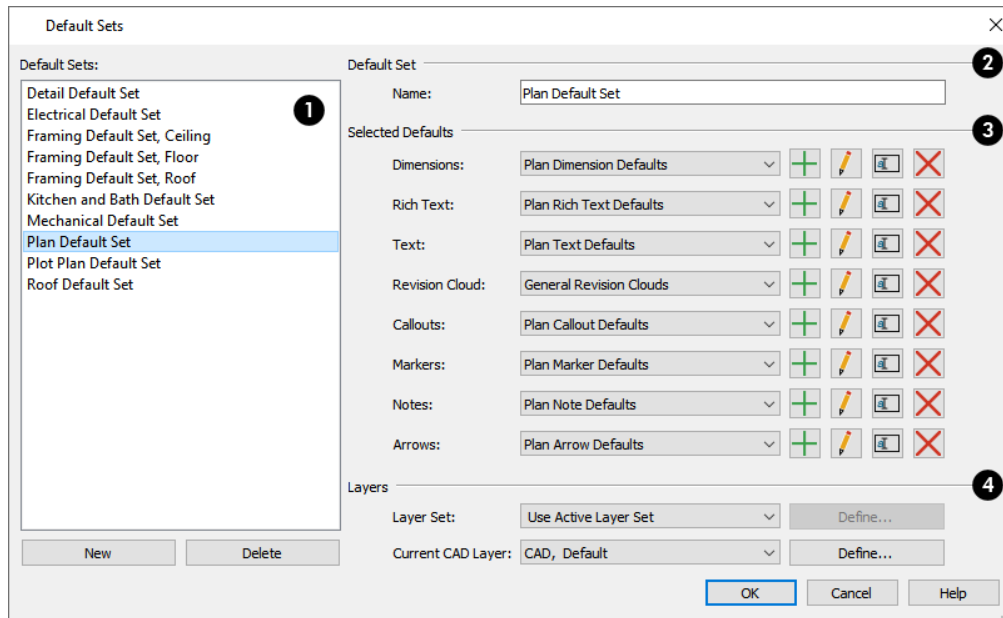 Default Sets
Default Sets:
Detail Default Set
Electrical Default Set
Framing Default Set, Ceiling
Framing Default Set, Floor
Framing Default Set, Roof
Kitchen and Bath Default Set
Mechanical Default Set
Plan Default Set
Plot Plan Default Set
Roof Default Set
1
New Delete
Default Set 2
Name: Plan Default Set
Selected Defaults 3
Dimensions: Plan Dimension Defaults
Rich Text: Plan Rich Text Defaults
Text: Plan Text Defaults
Revision Cloud: General Revision Clouds
Callouts: Plan Callout Defaults
Markers: Plan Marker Defaults
Notes: Plan Note Defaults
Arrows: Plan Arrow Defaults
Layers 4
Layer Set: Use Active Layer Set Define...
Current CAD Layer: CAD, Default Define...
OK Cancel Help